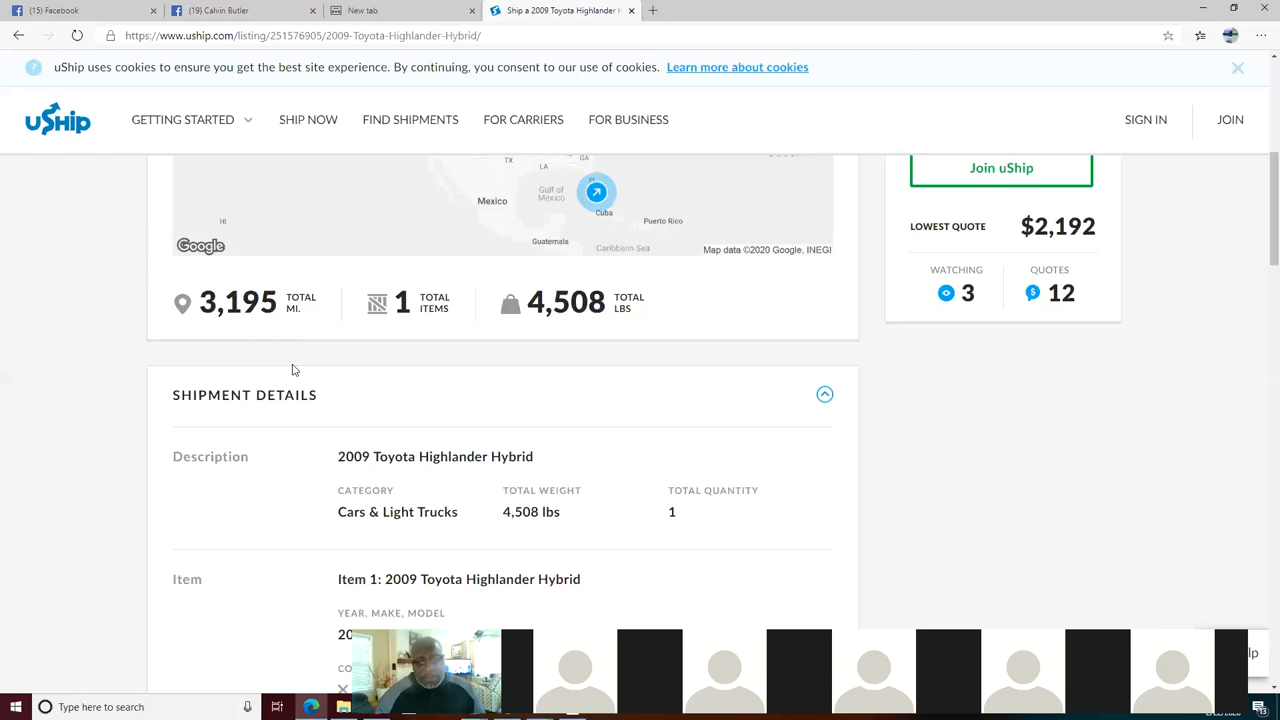 (15) Facebook
(1) Calvin Butler
New tab
Ship a 2009 Toyota Highlander H
https://www.uship.com/listing/251576905/2009-Toyota-Highlander-Hybrid/
uShip uses cookies to ensure you get the best site experience. By continuing, you consent to our use of cookies. Learn more about cookies
uShip
GETTING STARTED
SHIP NOW
FIND SHIPMENTS
FOR CARRIERS
FOR BUSINESS
SIGN IN
JOIN
TX
LA
GA
FL
Gulf of
Mexico
Mexico
Cuba
Puerto Rico
HI
Guatemala
Caribbean Sea
Google
Map data ©2020 Google, INEGI
3,195 TOTAL MI.
1 TOTAL ITEMS
4,508 TOTAL LBS
Join uShip
LOWEST QUOTE $2,192
WATCHING
3
QUOTES
12
SHIPMENT DETAILS
Description
2009 Toyota Highlander Hybrid
CATEGORY
Cars & Light Trucks
TOTAL WEIGHT
4,508 lbs
TOTAL QUANTITY
1
Item
Item 1: 2009 Toyota Highlander Hybrid
YEAR, MAKE, MODEL
20
CO
lp
Type here to search